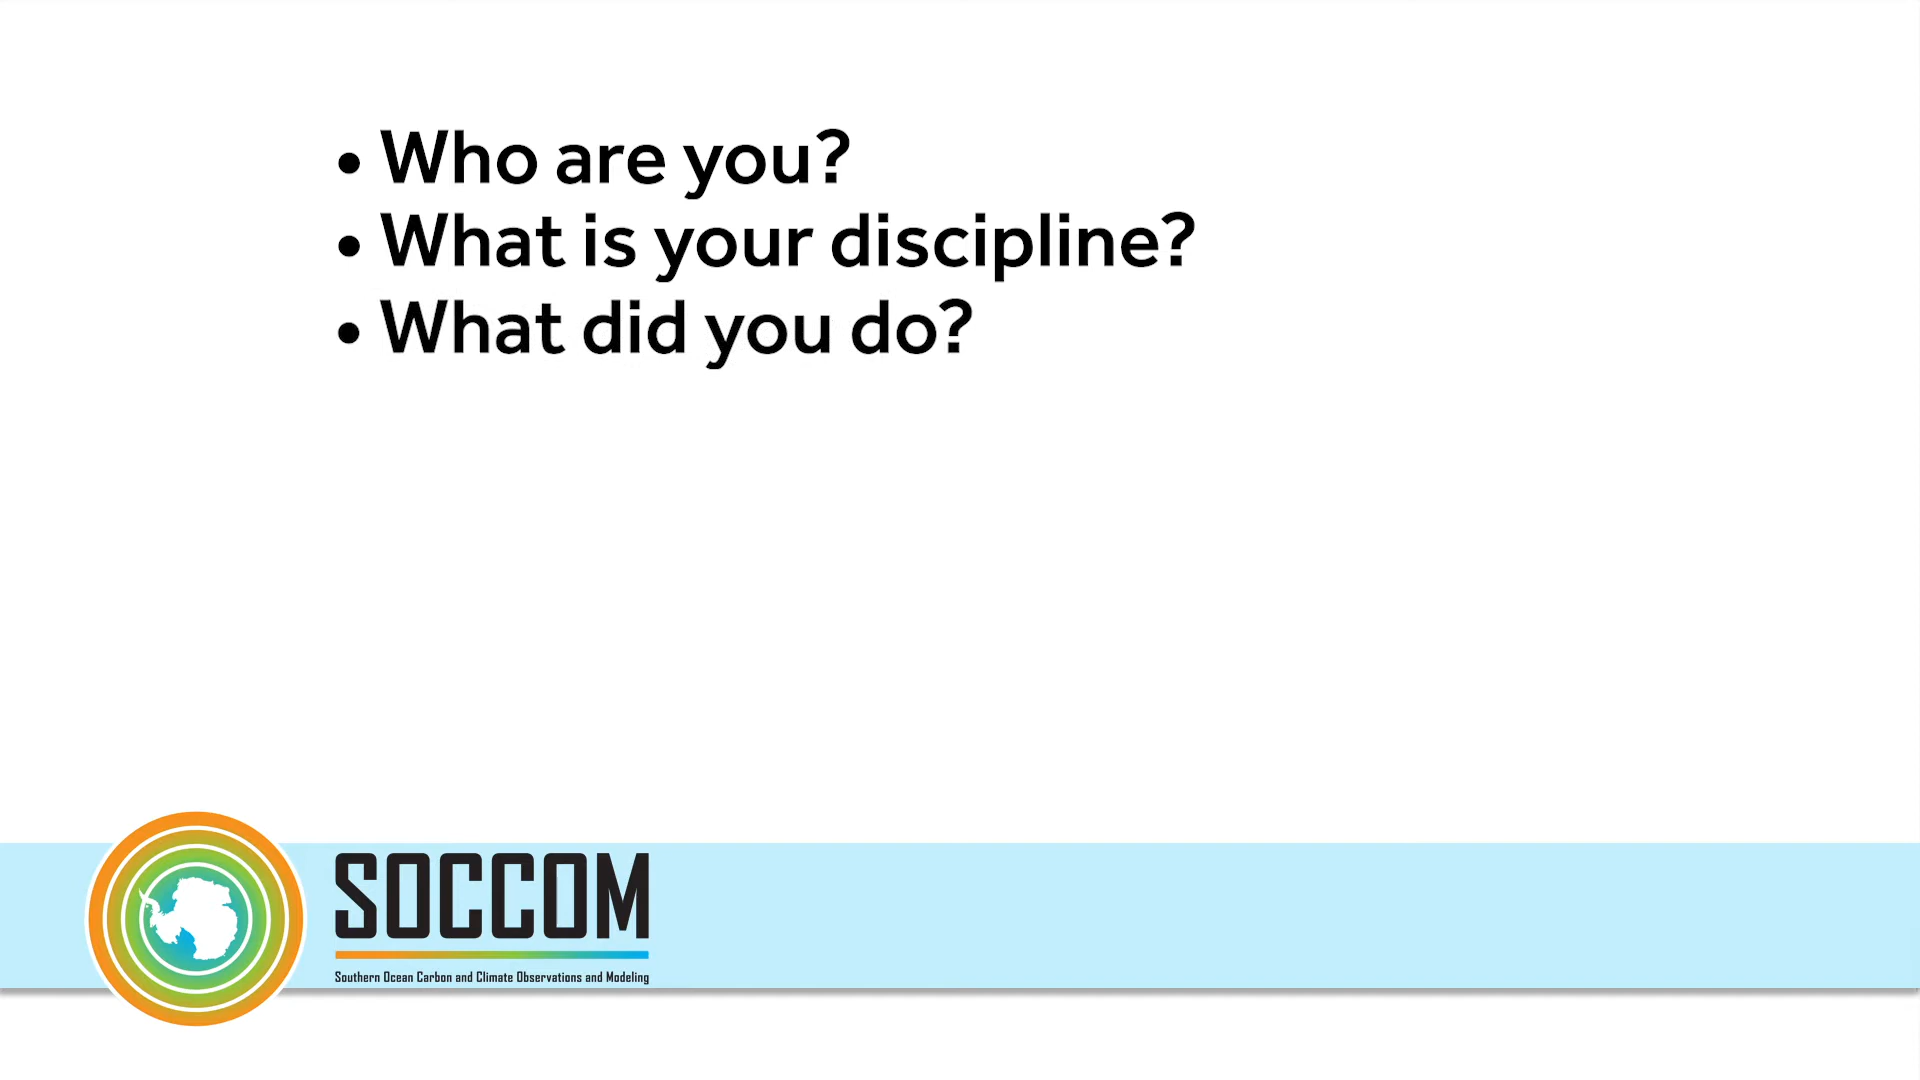 • Who are you?
• What is your discipline?
• What did you do?
SOCCOM
Southern Ocean Carbon and Climate Observations and Modeling